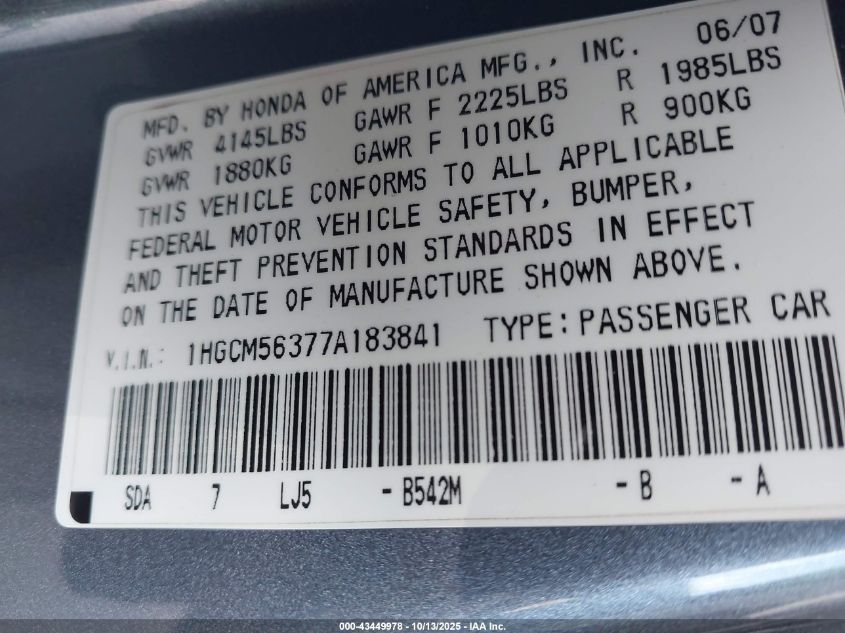 06/07
MFD. BY HONDA OF AMERICA MFG., INC.
GVWR 4145LBS GAWR F 2225LBS R 1985LBS
GVWR 1880KG GAWR F 1010KG R 900KG
THIS VEHICLE CONFORMS TO ALL APPLICABLE
FEDERAL MOTOR VEHICLE SAFETY, BUMPER,
AND THEFT PREVENTION STANDARDS IN EFFECT
ON THE DATE OF MANUFACTURE SHOWN ABOVE.
V.I.N.: 1HGCM56377A183841 TYPE: PASSENGER CAR
SDA 7 LJ5 - B542M - B - A
000-43449978 - 10/13/2025 - IAA Inc.